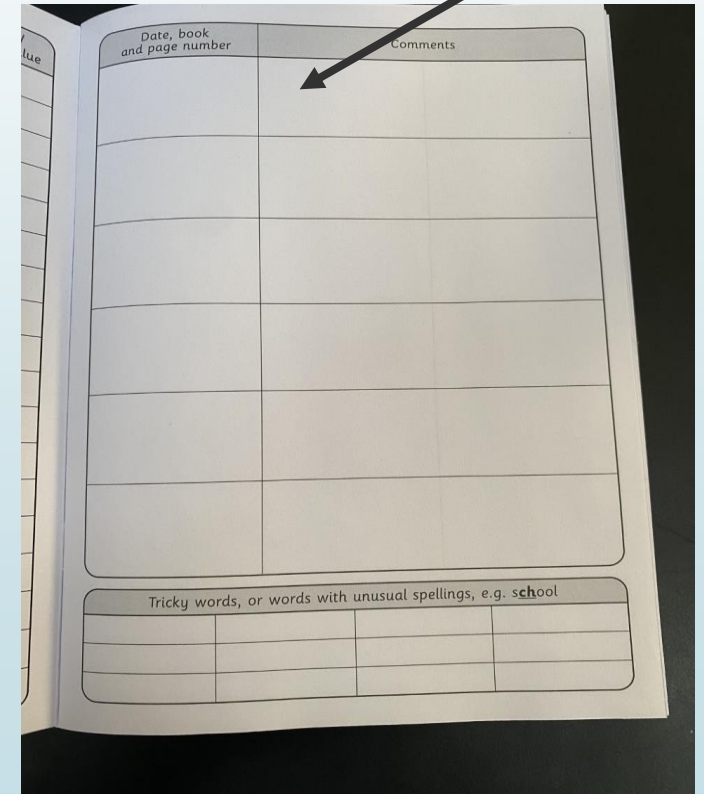 lue
Date, book
and page number
Comments
Tricky words, or words with unusual spellings, e.g. school